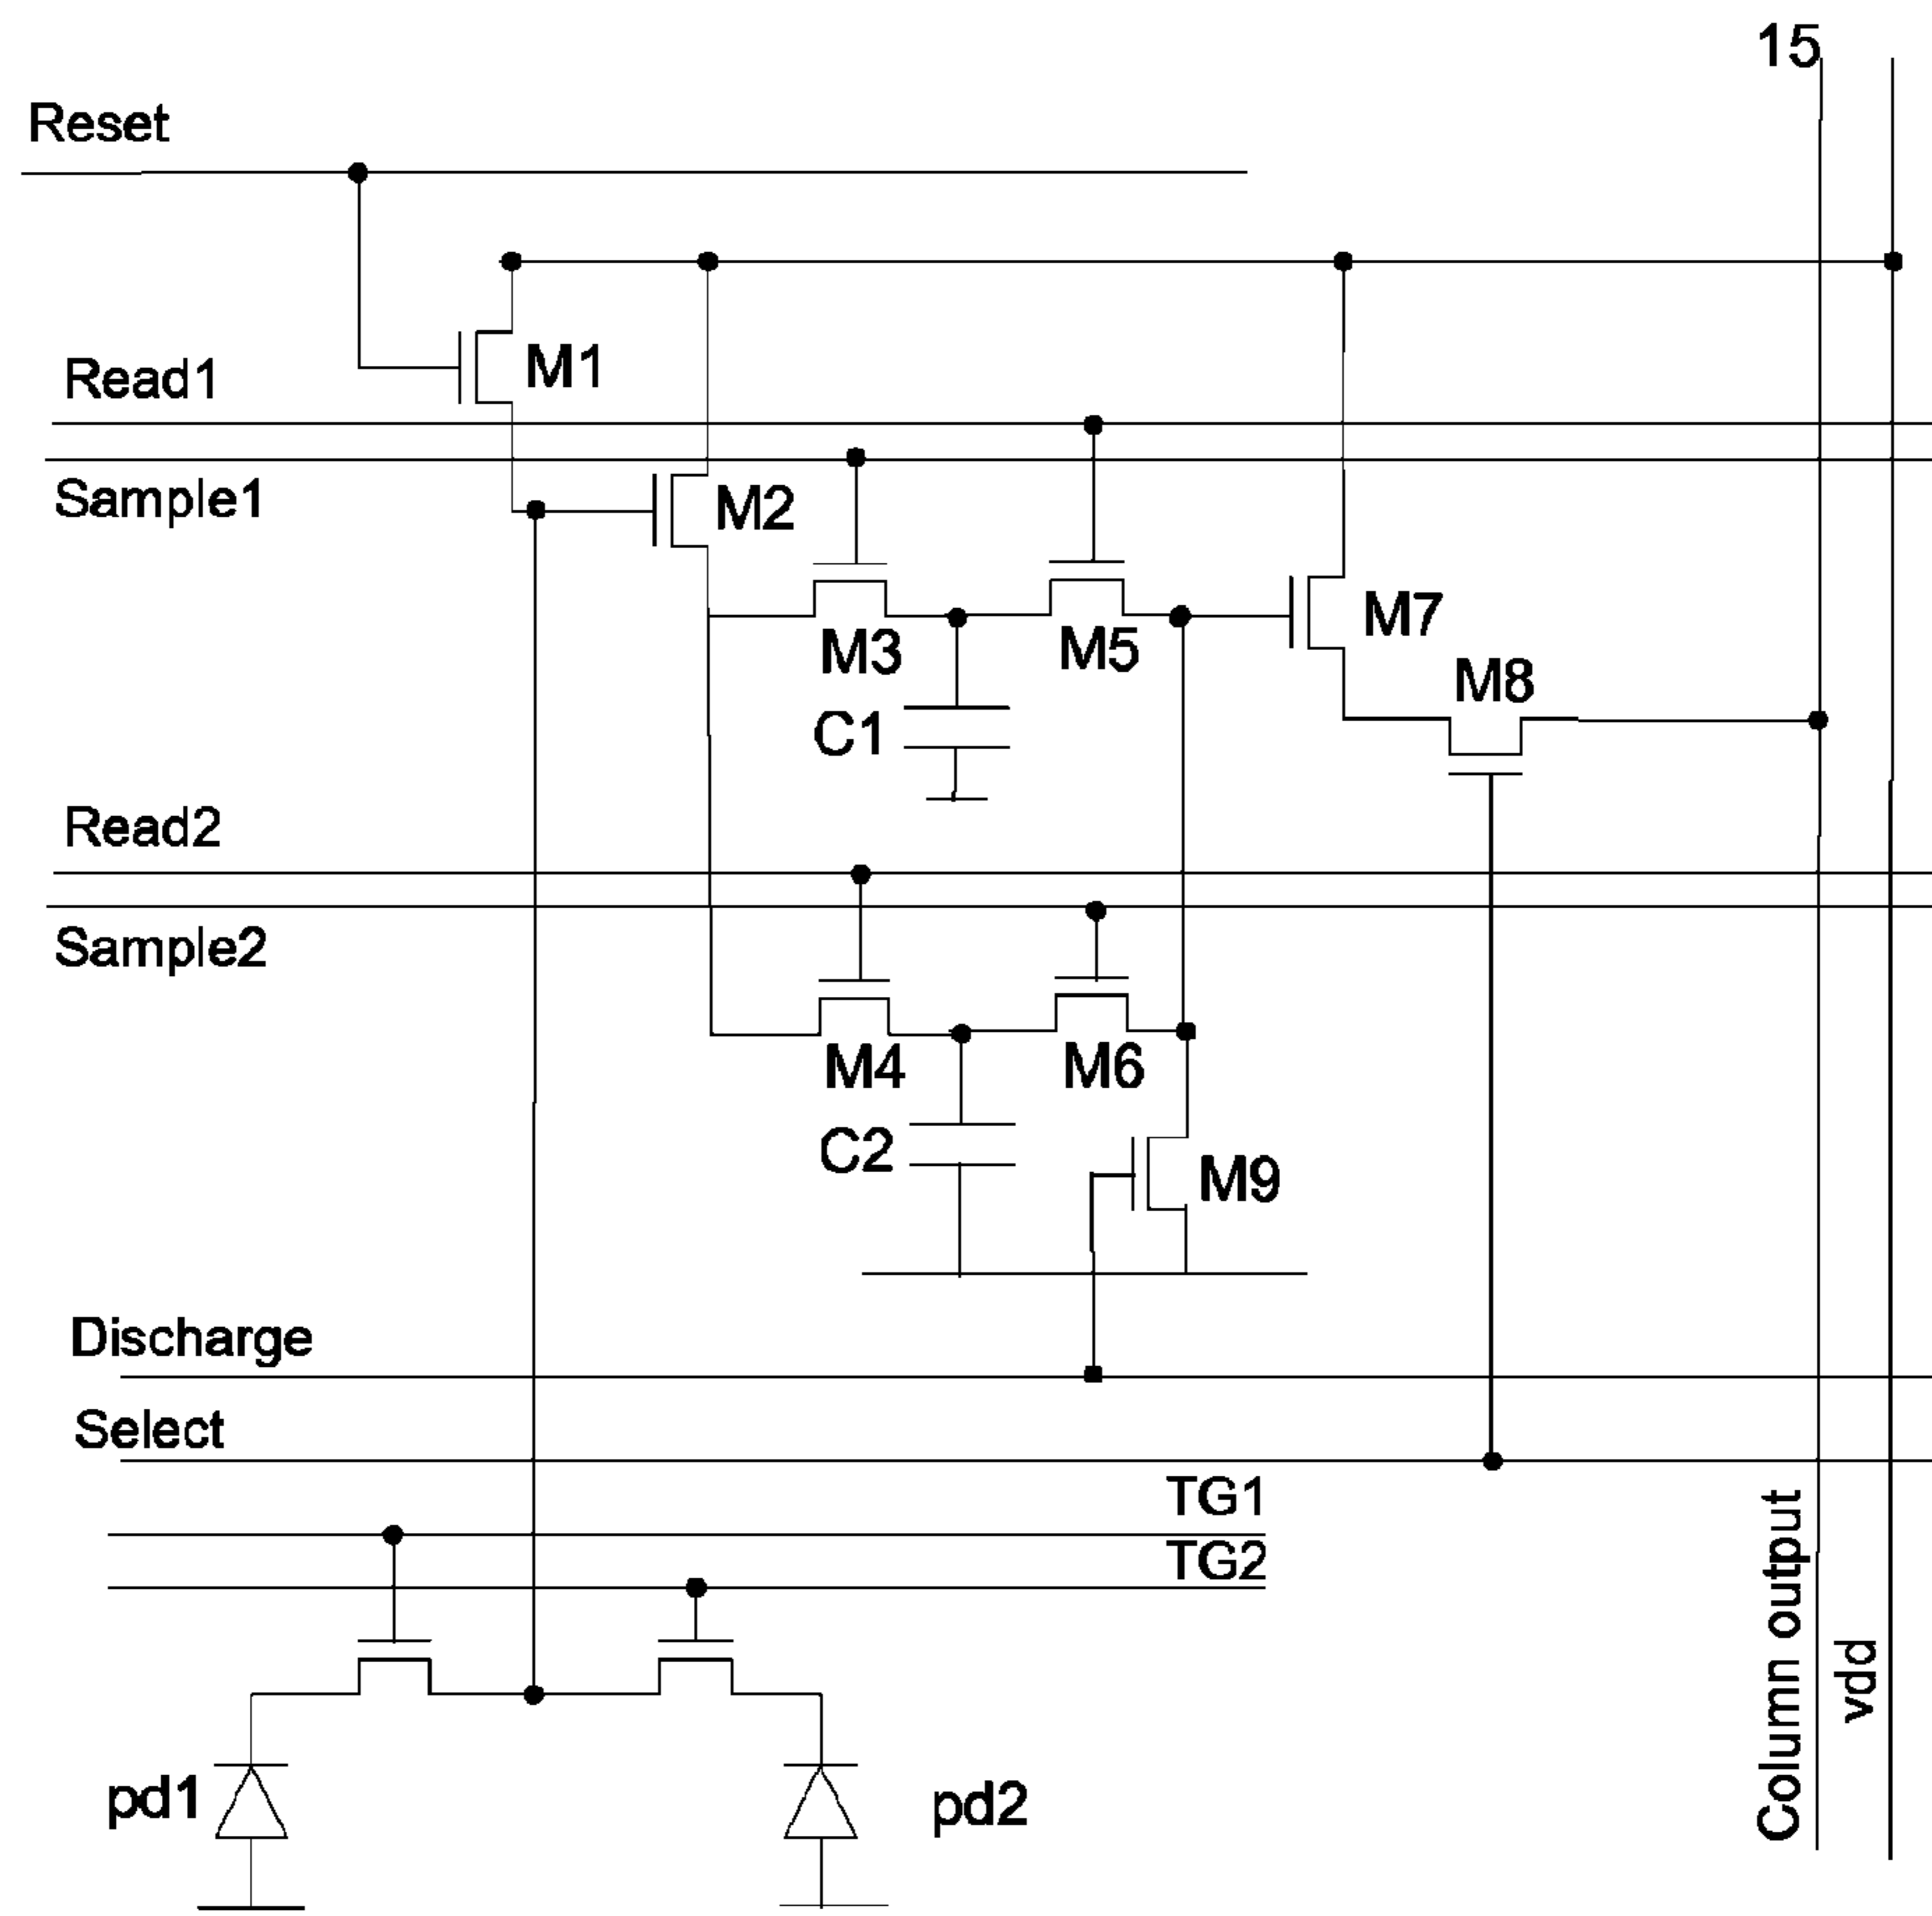 15
Reset
M1
Read1
Sample1
M2
M3
M5
M7
M8
C1
Read2
Sample2
M4
M6
C2
M9
Discharge
Select
TG1
TG2
Column output
vdd
pd1
pd2